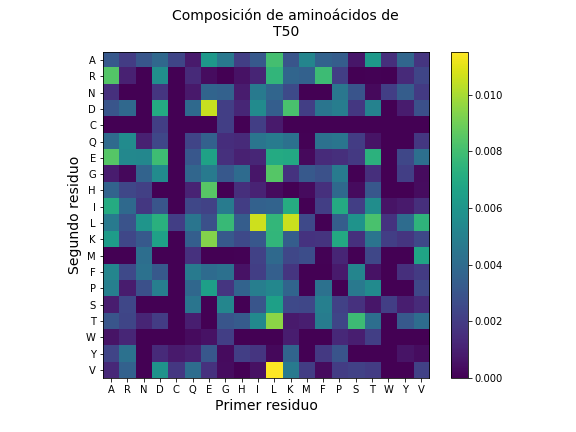 Composición de aminoácidos de
T50
Segundo residuo
A
R
N
D
C
Q
E
G
H
I
L
K
M
F
P
S
T
W
Y
V
A R N D C Q E G H I L K M F P S T W Y V
Primer residuo
0.010
0.008
0.006
0.004
0.002
0.000